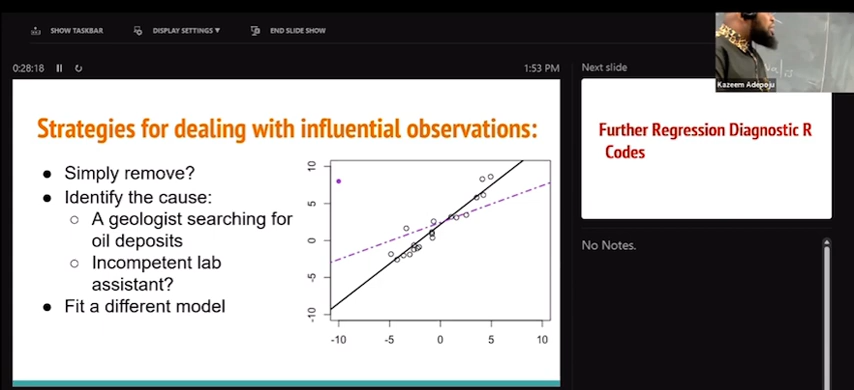 SHOW TASKBAR
DISPLAY SETTINGS ▼
END SLIDE SHOW
0:28:18
1:53 PM
Next slide
Kazeem Adepoju
Strategies for dealing with influential observations:
● Simply remove?
● Identify the cause:
○ A geologist searching for
oil deposits
○ Incompetent lab
assistant?
● Fit a different model
10
5
0
-5
-10
-10 -5 0 5 10
Further Regression Diagnostic R
Codes
No Notes.